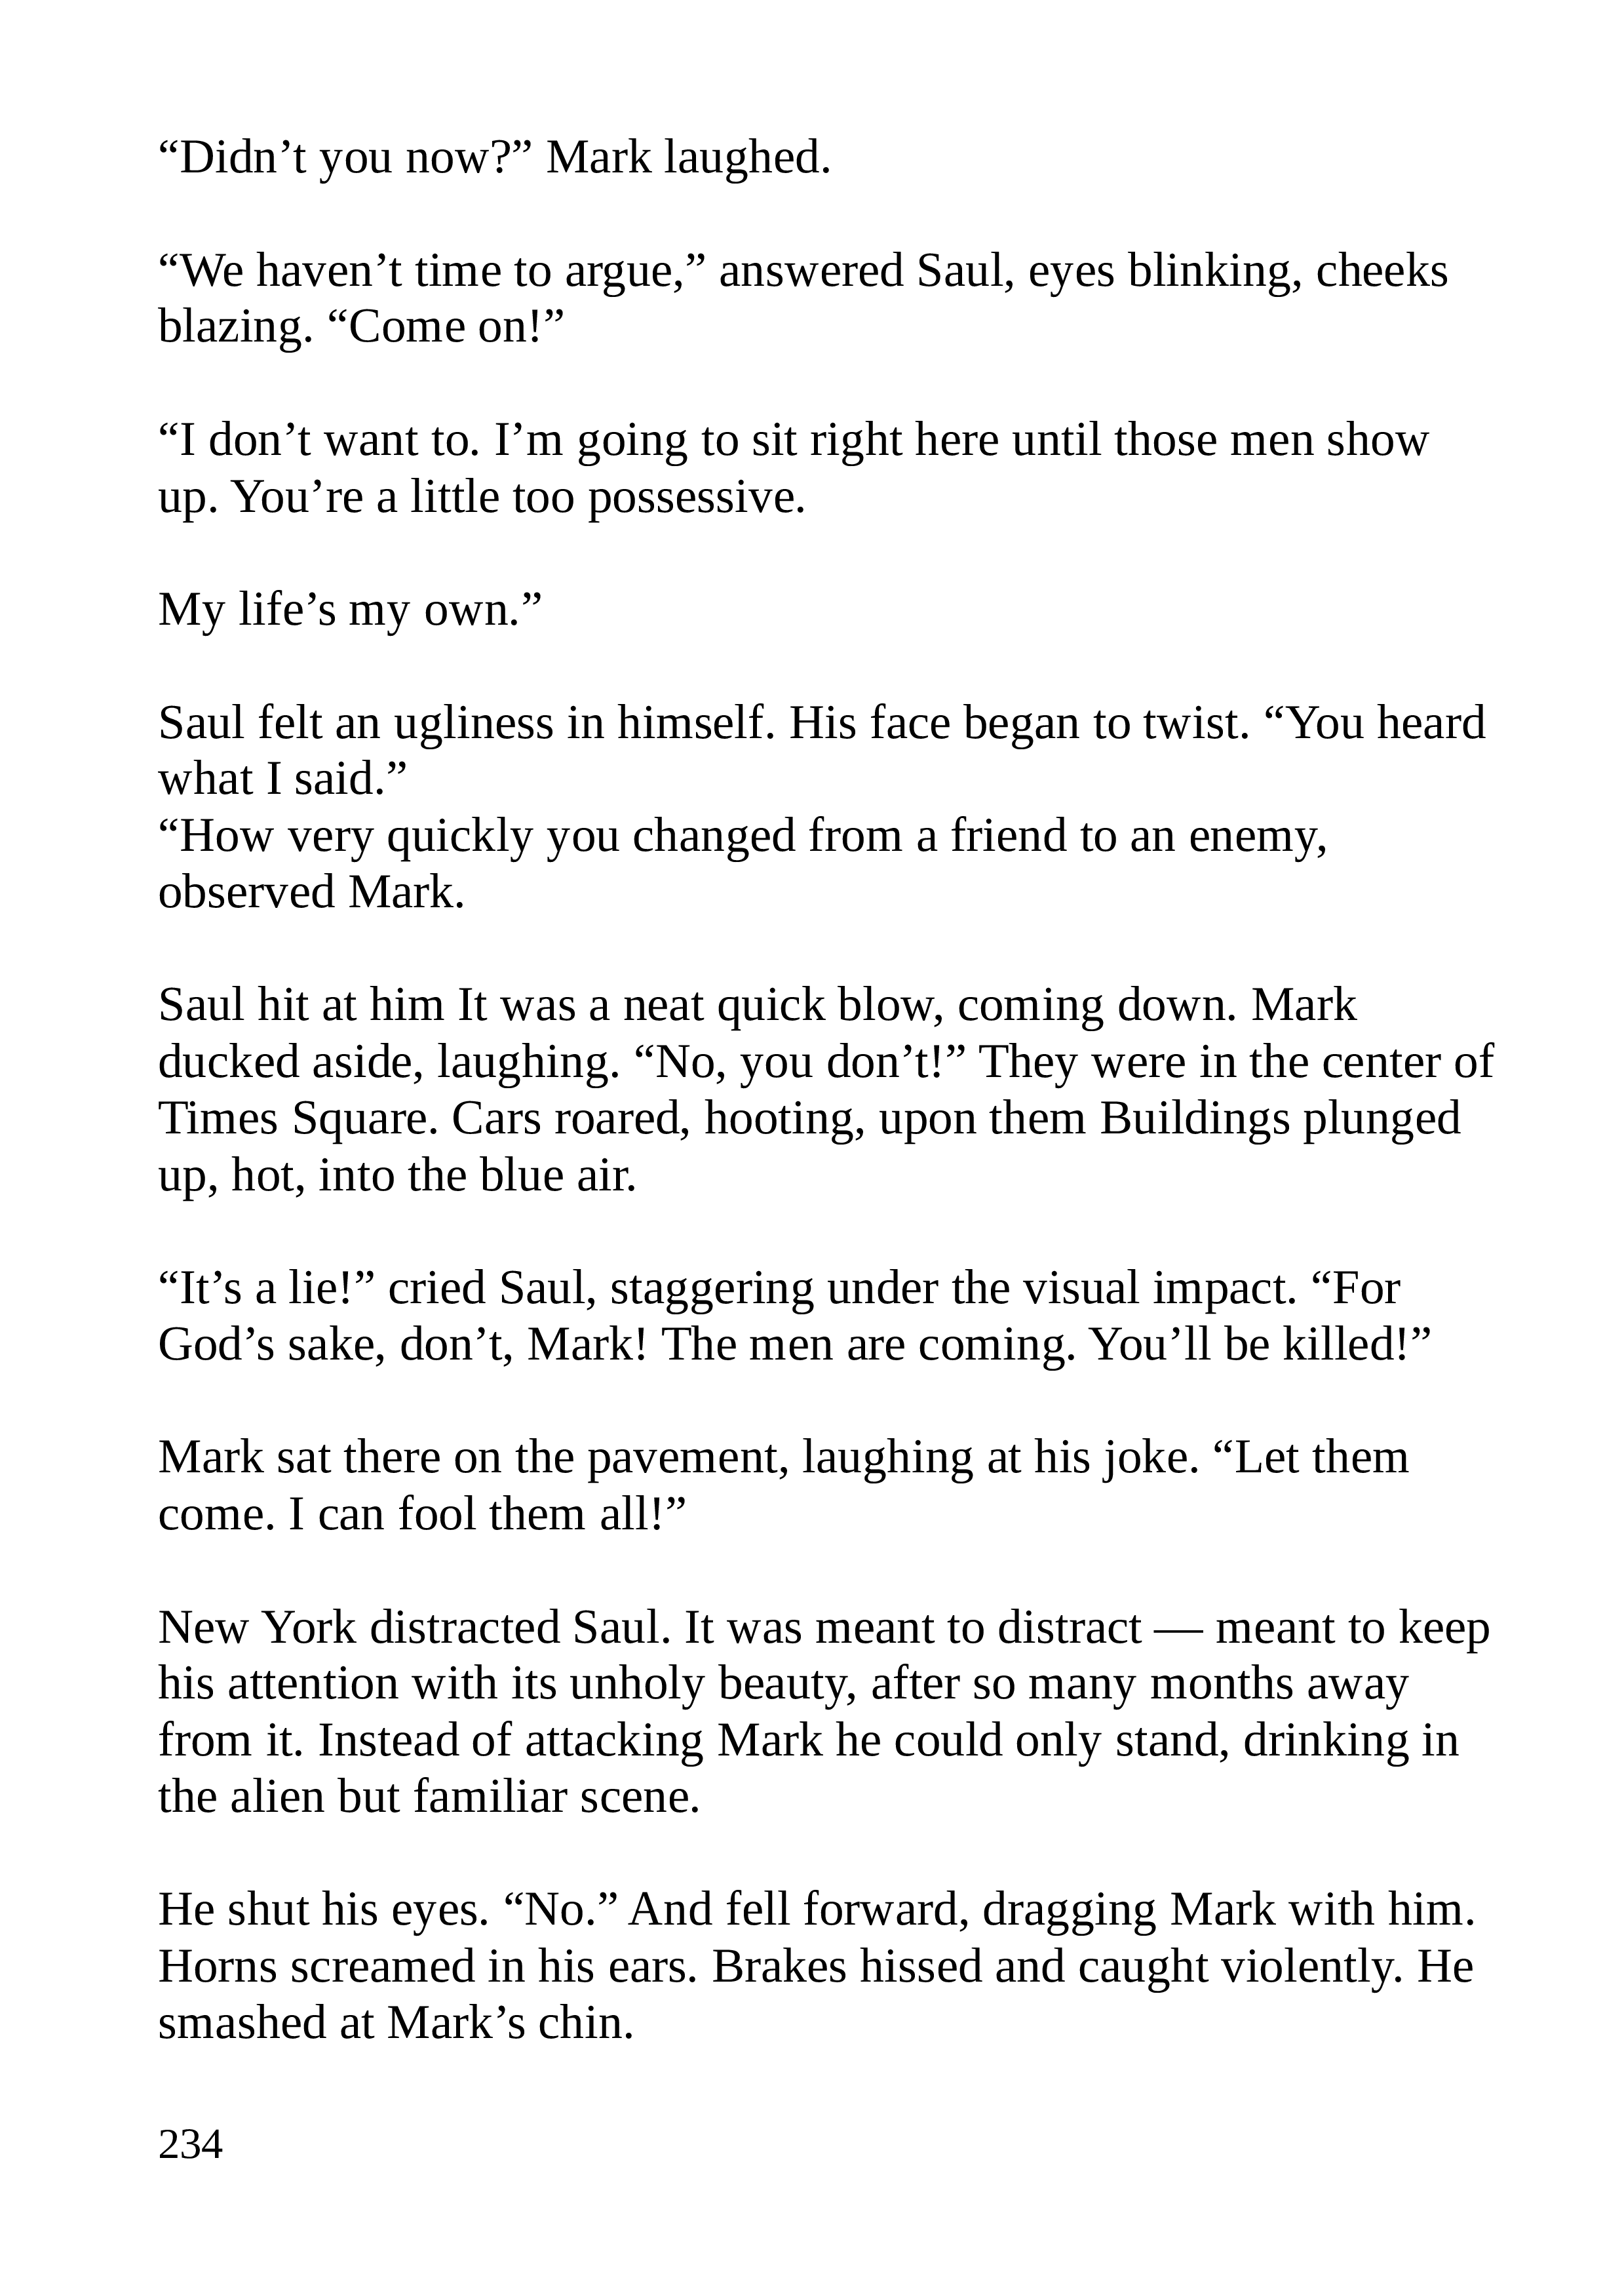 “Didn’t you now?” Mark laughed.
“We haven’t time to argue,” answered Saul, eyes blinking, cheeks
blazing. “Come on!”
“I don’t want to. I’m going to sit right here until those men show
up. You’re a little too possessive.
My life’s my own.”
Saul felt an ugliness in himself. His face began to twist. “You heard
what I said.”
“How very quickly you changed from a friend to an enemy,
observed Mark.
Saul hit at him It was a neat quick blow, coming down. Mark
ducked aside, laughing. “No, you don’t!” They were in the center of
Times Square. Cars roared, hooting, upon them Buildings plunged
up, hot, into the blue air.
“It’s a lie!” cried Saul, staggering under the visual impact. “For
God’s sake, don’t, Mark! The men are coming. You’ll be killed!”
Mark sat there on the pavement, laughing at his joke. “Let them
come. I can fool them all!”
New York distracted Saul. It was meant to distract — meant to keep
his attention with its unholy beauty, after so many months away
from it. Instead of attacking Mark he could only stand, drinking in
the alien but familiar scene.
He shut his eyes. “No.” And fell forward, dragging Mark with him.
Horns screamed in his ears. Brakes hissed and caught violently. He
smashed at Mark’s chin.
234